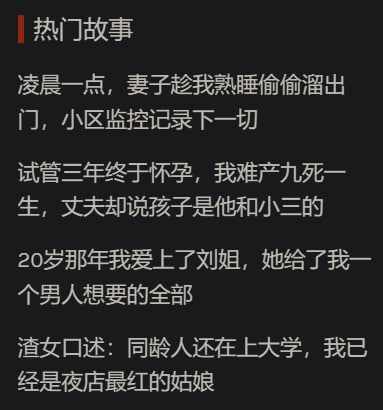 热门故事
凌晨一点，妻子趁我熟睡偷偷溜出
门，小区监控记录下一切
试管三年终于怀孕，我难产九死一
生，丈夫却说孩子是他和小三的
20岁那年我爱上了刘姐，她给了我一
个男人想要的全部
渣女口述：同龄人还在上大学，我已
经是夜店最红的姑娘